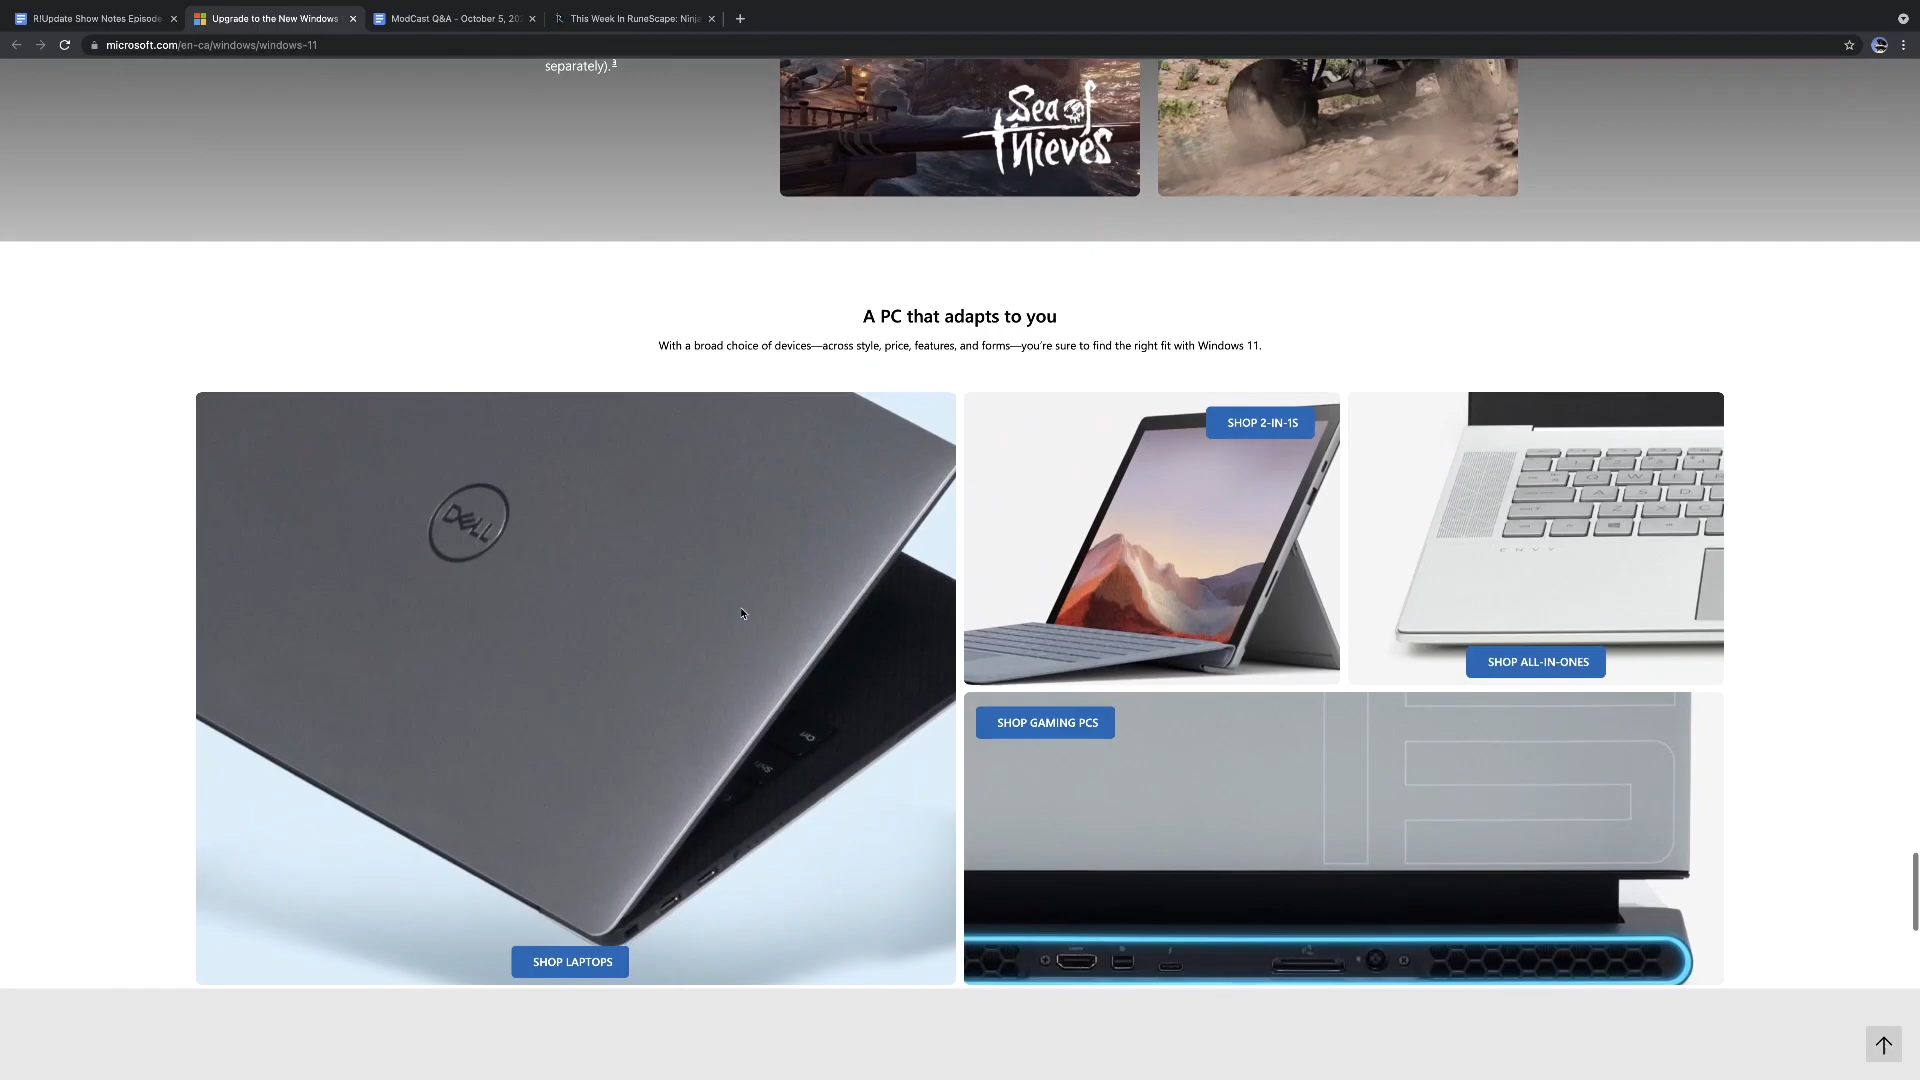 R!Update Show Notes Episode
Upgrade to the New Windows
ModCast Q&A - October 5, 20
This Week In RuneScape: Ninja
microsoft.com/en-ca/windows/windows-11
separately).3
Sea of
Thieves
A PC that adapts to you
With a broad choice of devices—across style, price, features, and forms—you're sure to find the right fit with Windows 11.
DELL
SHOP 2-IN-1S
ENVY
SHOP ALL-IN-ONES
SHOP GAMING PCS
Ctrl
Shift
SHOP LAPTOPS